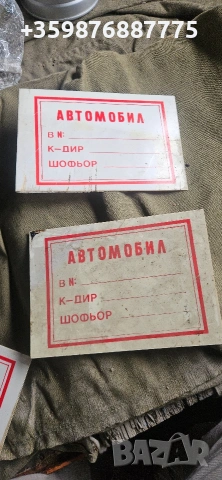 +359876887775
АВТОМОБИЛ
В №:
К-ДИР.
ШОФЬОР
АВТОМОБИЛ
В №:
К-ДИР.
ШОФЬОР
BAZAR